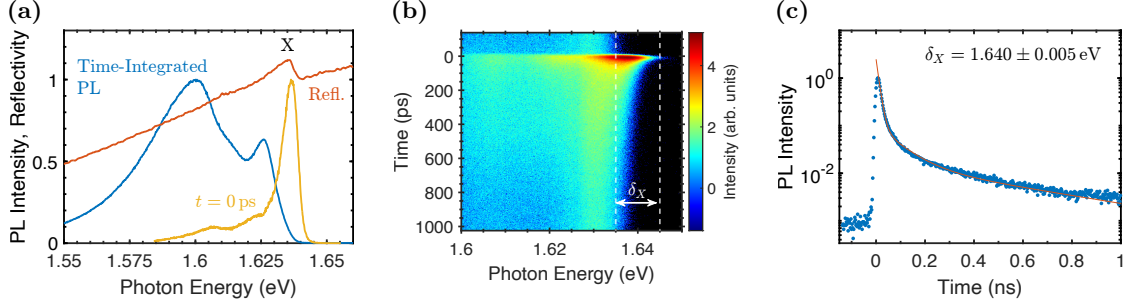 (a)
X
Time-Integrated
PL
Refl.
t = 0 ps
PL Intensity, Reflectivity
0
0.5
1
1.55
1.575
1.6
1.625
1.65
Photon Energy (eV)
(b)
Time (ps)
0
200
400
600
800
1000
δX
1.6
1.62
1.64
Photon Energy (eV)
4
2
0
Intensity (arb. units)
(c)
δX = 1.640 ± 0.005 eV
PL Intensity
10⁰
10⁻²
0
0.2
0.4
0.6
0.8
1
Time (ns)